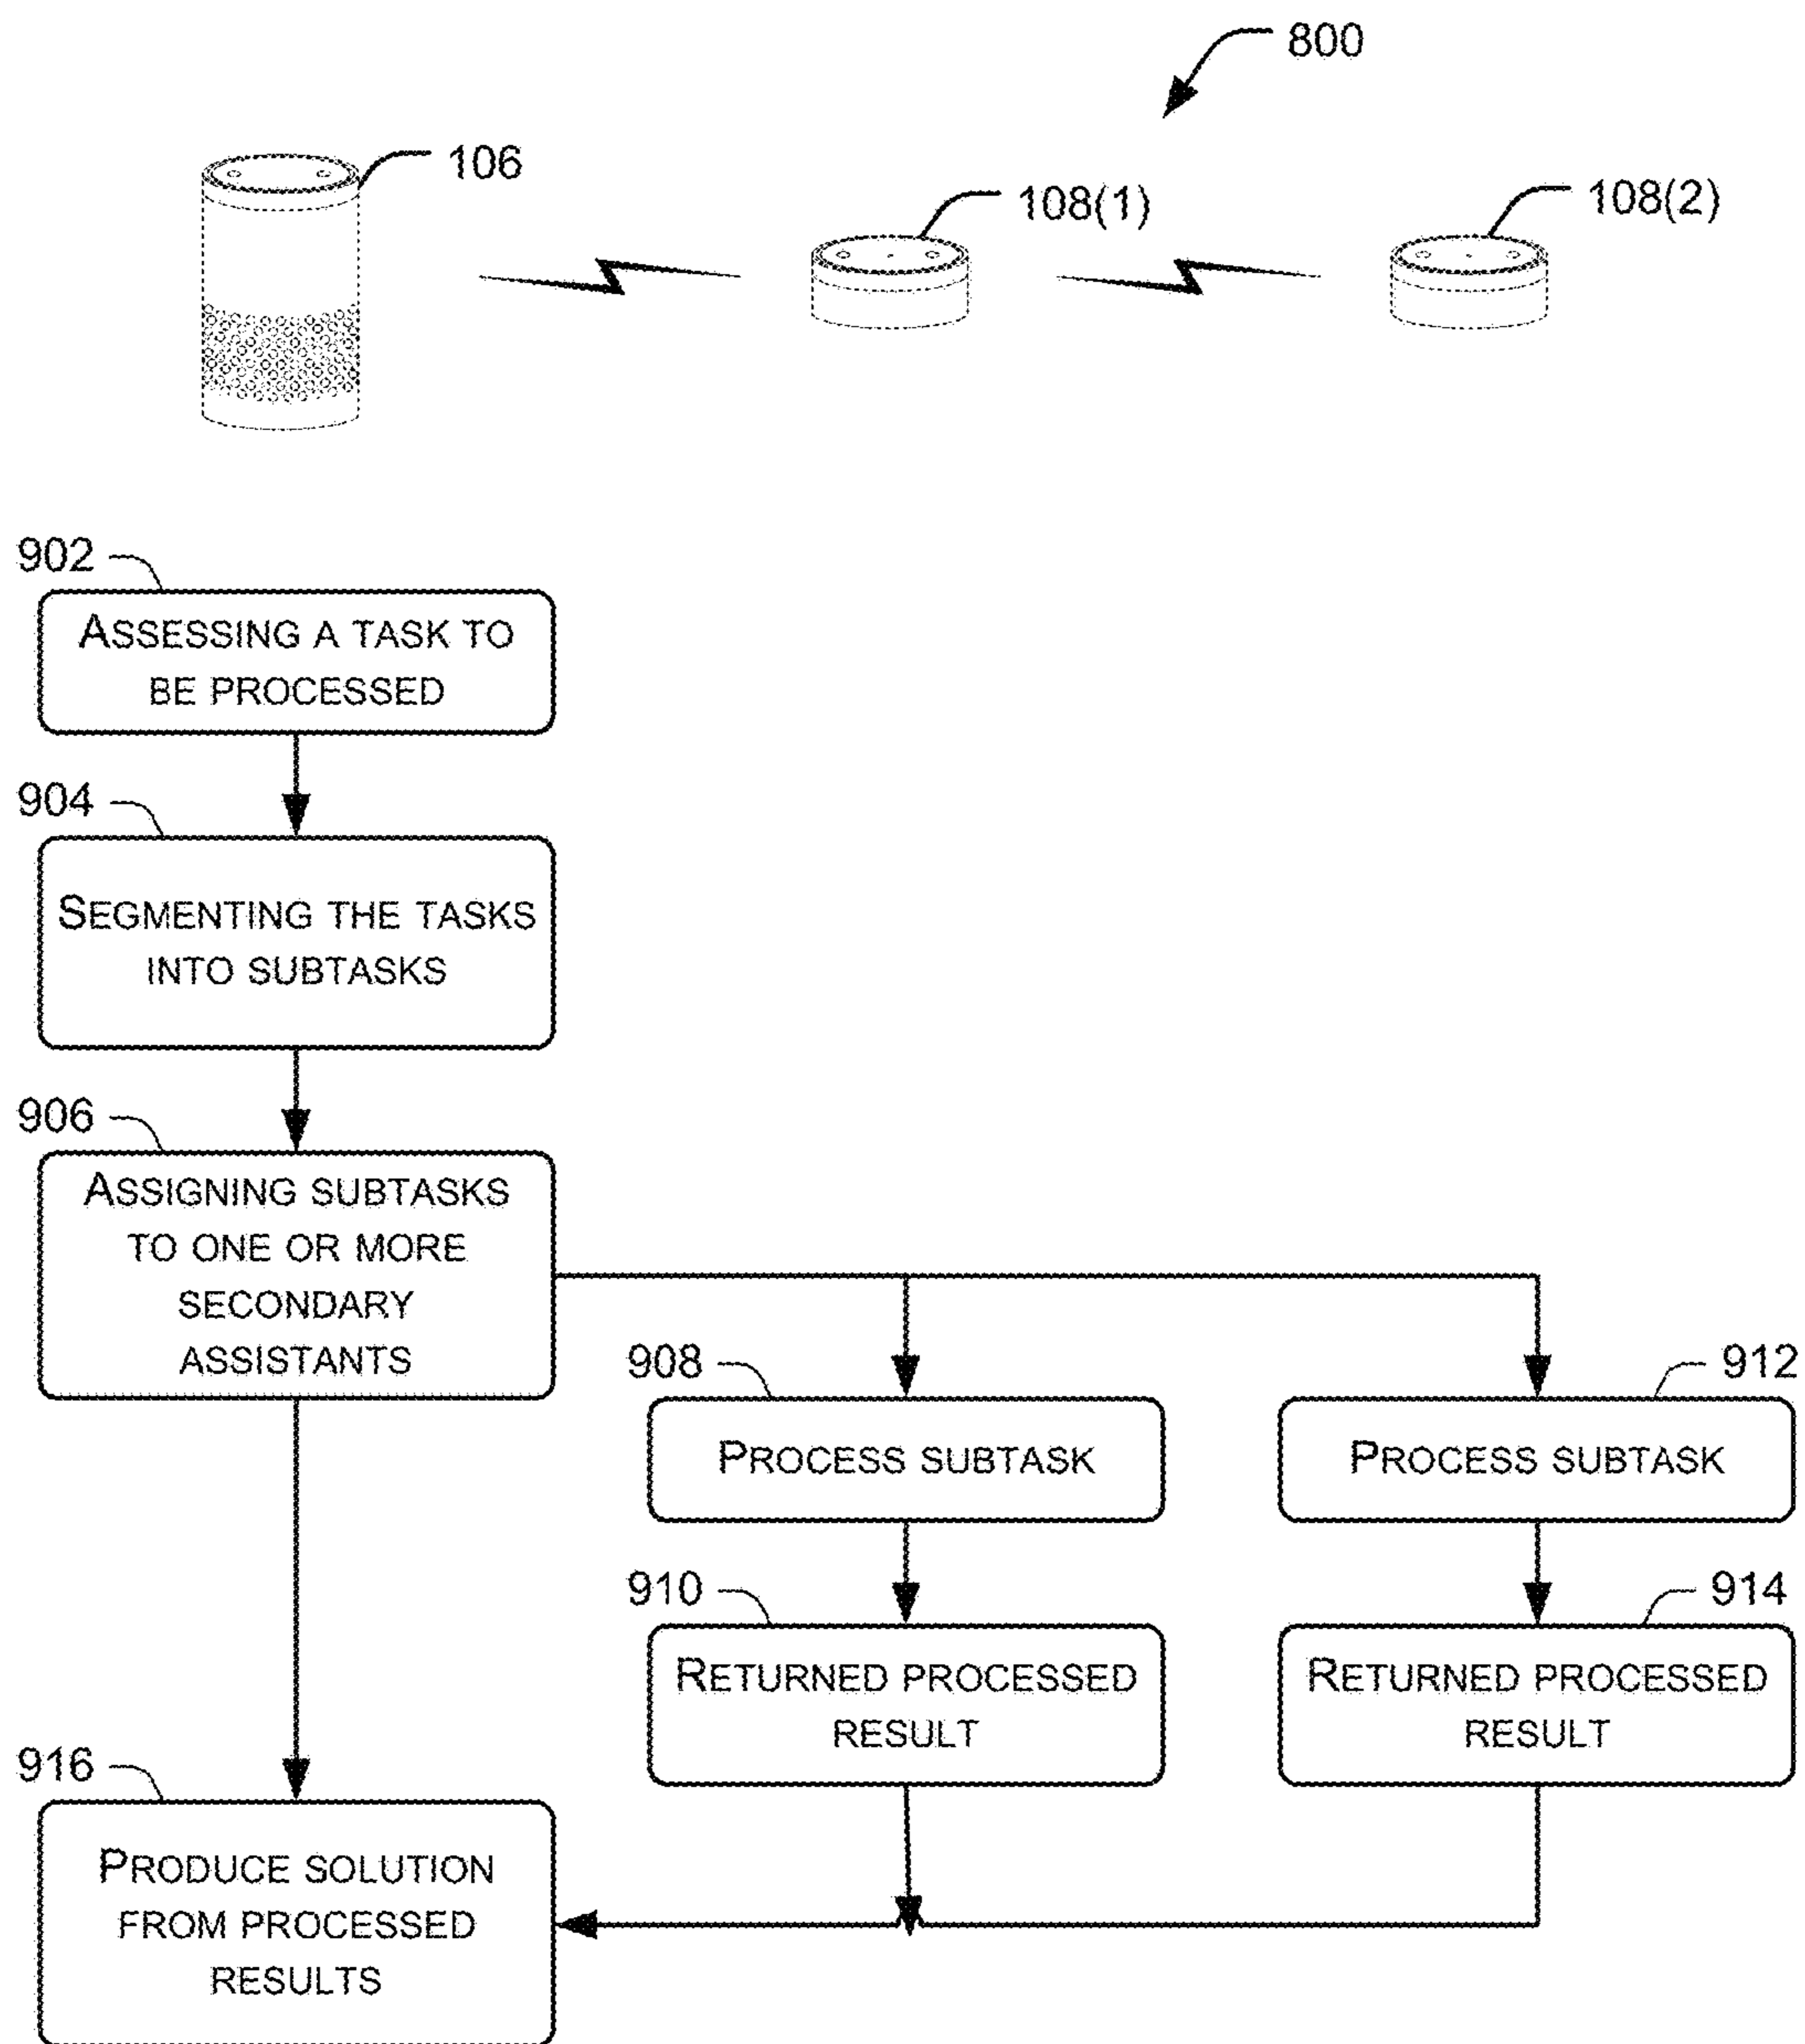 800
106
108(1)
108(2)
902
ASSESSING A TASK TO
BE PROCESSED
904
SEGMENTING THE TASKS
INTO SUBTASKS
906
ASSIGNING SUBTASKS
TO ONE OR MORE
SECONDARY
ASSISTANTS
908
PROCESS SUBTASK
912
PROCESS SUBTASK
910
RETURNED PROCESSED
RESULT
914
RETURNED PROCESSED
RESULT
916
PRODUCE SOLUTION
FROM PROCESSED
RESULTS